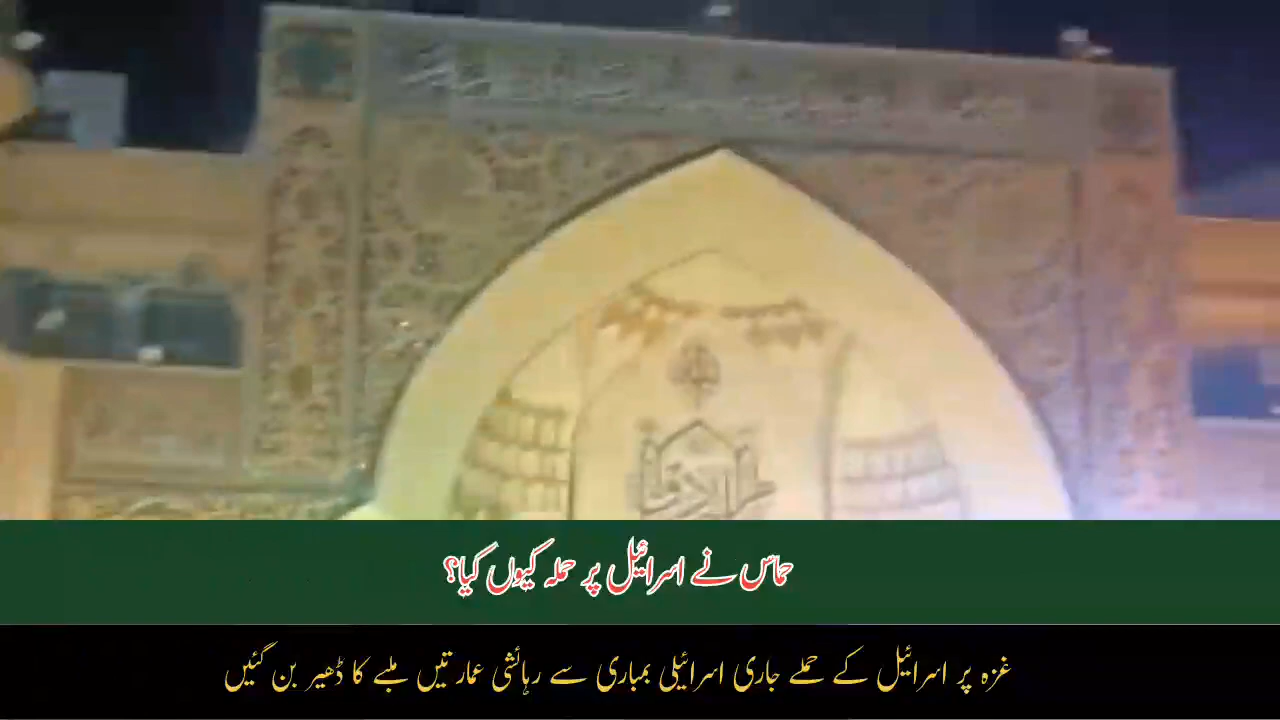 حماس نے اسرائیل پر حملہ کیوں کیا؟
غزہ پر اسرائیل کے حملے جاری اسرائیلی بمباری سے رہائشی عمارتیں ملبے کا ڈھیر بن گئیں